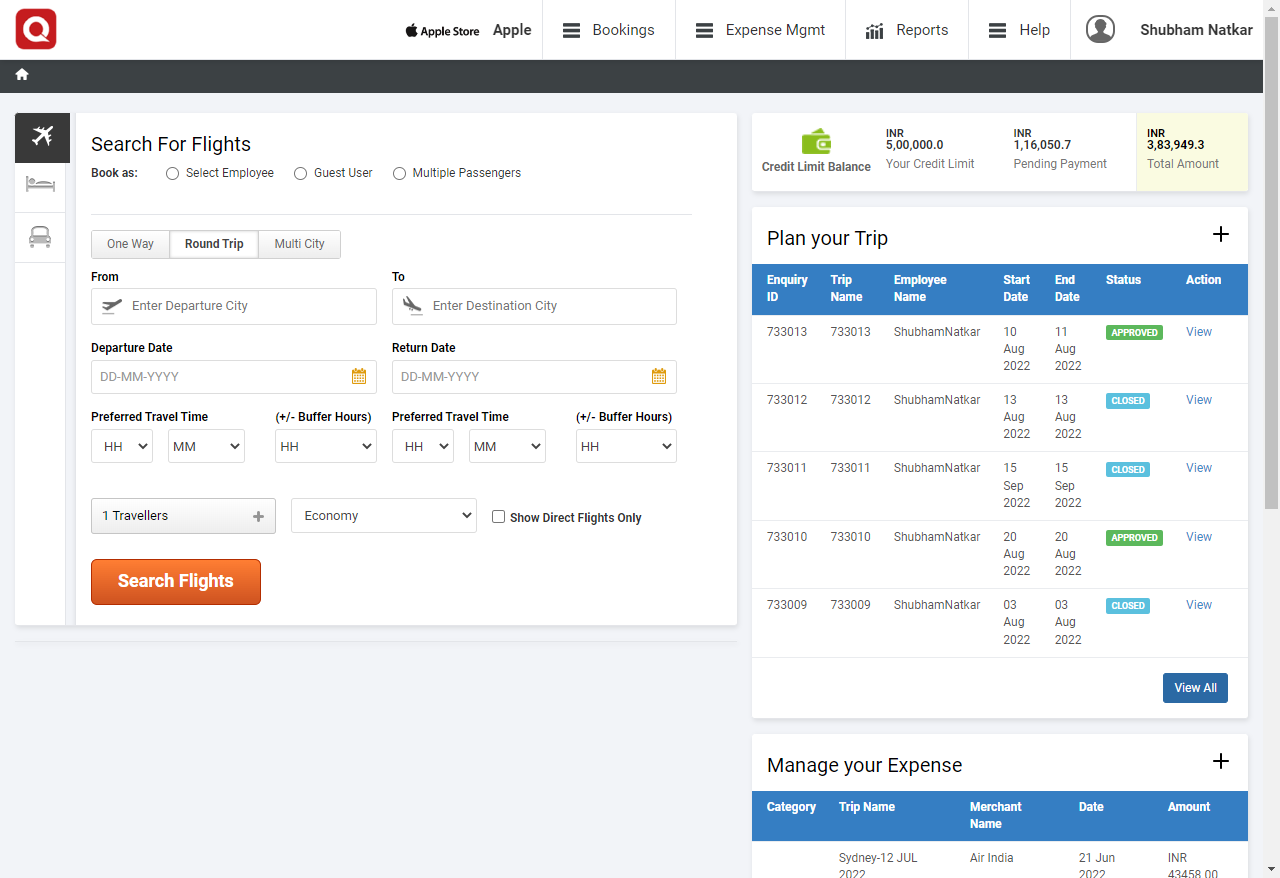 Apple Store Apple Bookings Expense Mgmt Reports Help Shubham Natkar
Search For Flights
Book as: Select Employee Guest User Multiple Passengers
One Way Round Trip Multi City
From To
Enter Departure City Enter Destination City
Departure Date Return Date
DD-MM-YYYY DD-MM-YYYY
Preferred Travel Time (+/- Buffer Hours) Preferred Travel Time (+/- Buffer Hours)
HH MM HH HH MM HH
1 Travellers + Economy Show Direct Flights Only
Search Flights
Credit Limit Balance
INR
5,00,000.0
Your Credit Limit
INR
1,16,050.7
Pending Payment
INR
3,83,949.3
Total Amount
Plan your Trip +
Enquiry ID Trip Name Employee Name Start Date End Date Status Action
733013 733013 ShubhamNatkar 10 Aug 2022 11 Aug 2022 APPROVED View
733012 733012 ShubhamNatkar 13 Aug 2022 13 Aug 2022 CLOSED View
733011 733011 ShubhamNatkar 15 Sep 2022 15 Sep 2022 CLOSED View
733010 733010 ShubhamNatkar 20 Aug 2022 20 Aug 2022 APPROVED View
733009 733009 ShubhamNatkar 03 Aug 2022 03 Aug 2022 CLOSED View
View All
Manage your Expense +
Category Trip Name Merchant Name Date Amount
Sydney-12 JUL 2022 Air India 21 Jun 2022 INR 43458.00